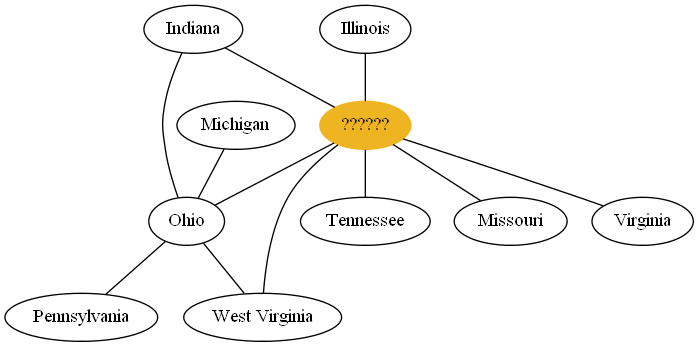 Indiana
Illinois
Michigan
??????
Ohio
Tennessee
Missouri
Virginia
Pennsylvania
West Virginia